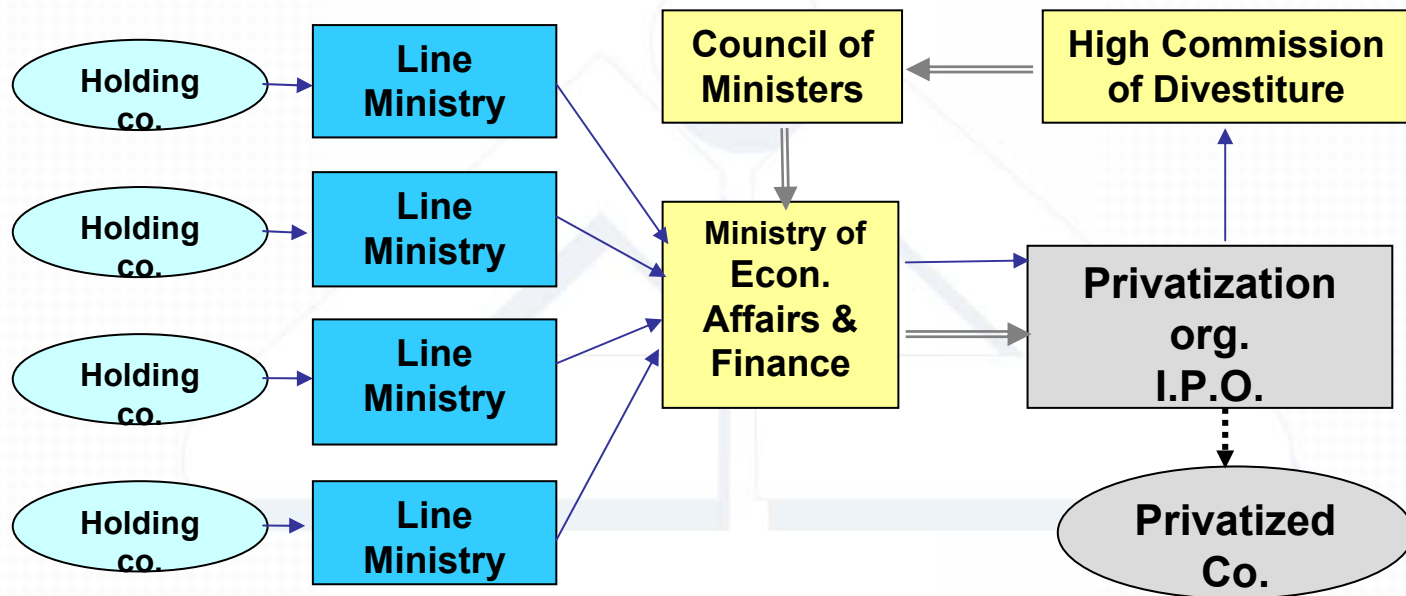 Holding
co.
Line
Ministry
Council of
Ministers
High Commission
of Divestiture
Holding
co.
Line
Ministry
Ministry of
Econ.
Affairs &
Finance
Privatization
org.
I.P.O.
Holding
co.
Line
Ministry
Holding
co.
Line
Ministry
Privatized
Co.